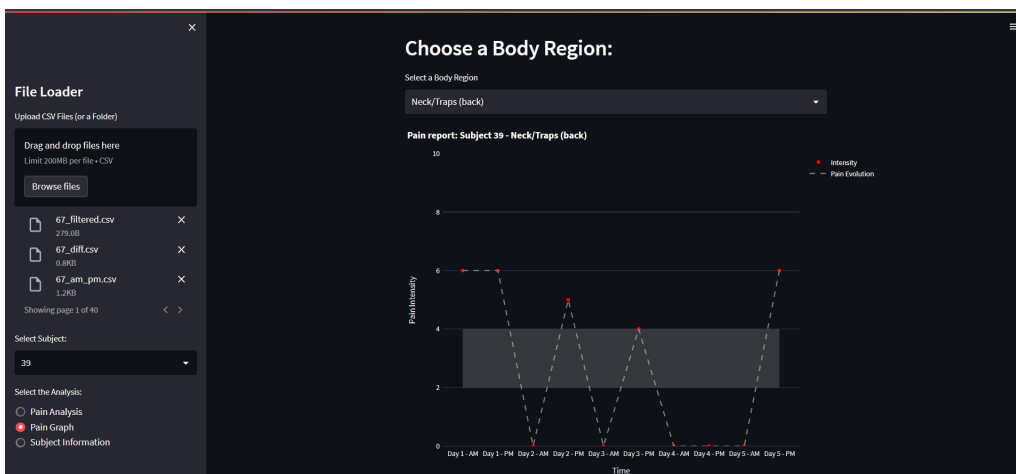 File Loader
Upload CSV Files (or a Folder)
Drag and drop files here
Limit 200MB per file • CSV
Browse files
67_filtered.csv
279.0B
67_diff.csv
0.8KB
67_am_pm.csv
1.2KB
Showing page 1 of 40
Select Subject:
39
Select the Analysis:
Pain Analysis
Pain Graph
Subject Information
Choose a Body Region:
Select a Body Region
Neck/Traps (back)
Pain report: Subject 39 - Neck/Traps (back)
Intensity
Pain Evolution
Pain Intensity
10
8
6
4
2
0
Day 1 - AM Day 1 - PM Day 2 - AM Day 2 - PM Day 3 - AM Day 3 - PM Day 4 - AM Day 4 - PM Day 5 - AM Day 5 - PM
Time